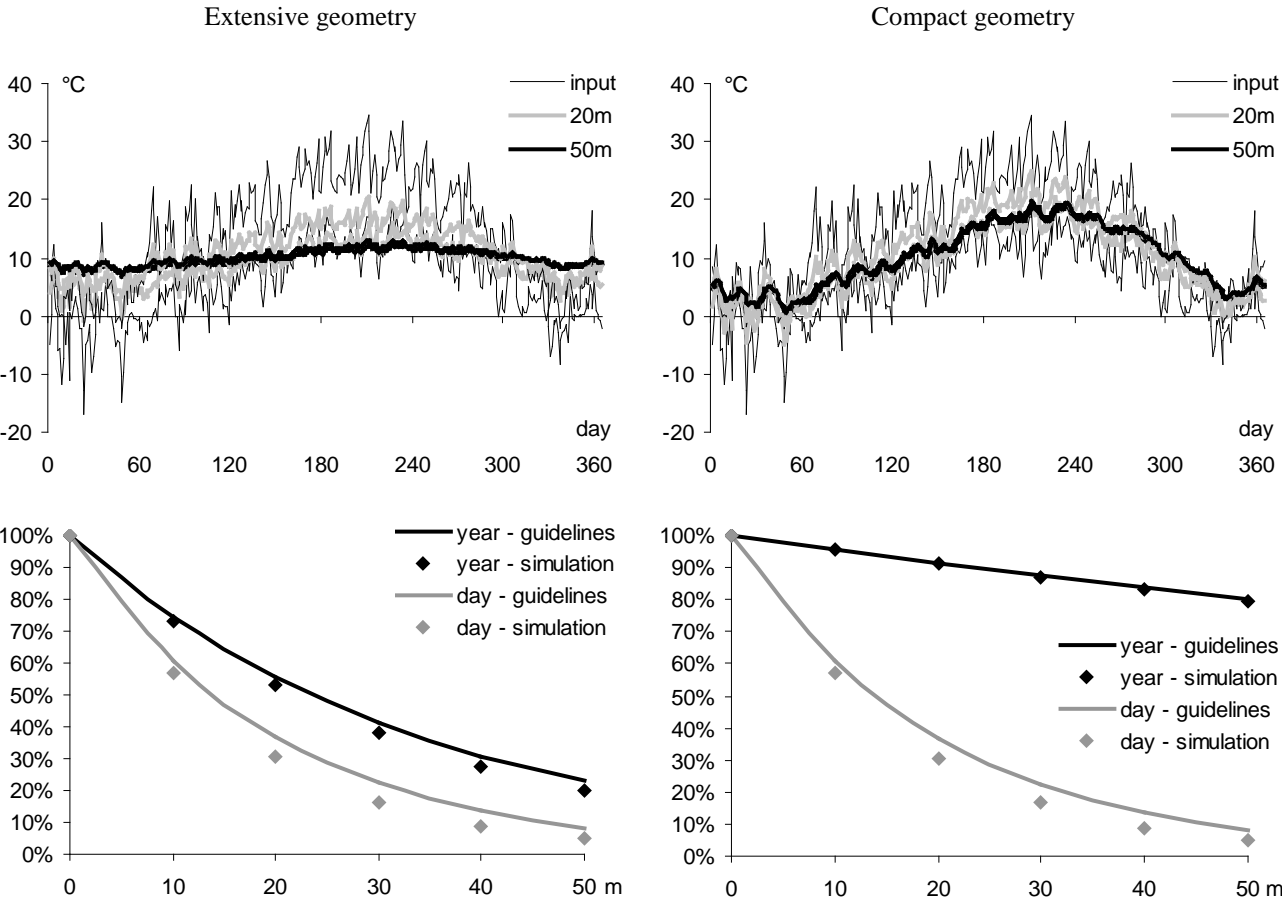 Extensive geometry
Compact geometry
°C
40
30
20
10
0
-10
-20
input
20m
50m
day
0 60 120 180 240 300 360
°C
40
30
20
10
0
-10
-20
input
20m
50m
day
0 60 120 180 240 300 360
100%
90%
80%
70%
60%
50%
40%
30%
20%
10%
0%
year - guidelines
year - simulation
day - guidelines
day - simulation
0 10 20 30 40 50 m
100%
90%
80%
70%
60%
50%
40%
30%
20%
10%
0%
year - guidelines
year - simulation
day - guidelines
day - simulation
0 10 20 30 40 50 m